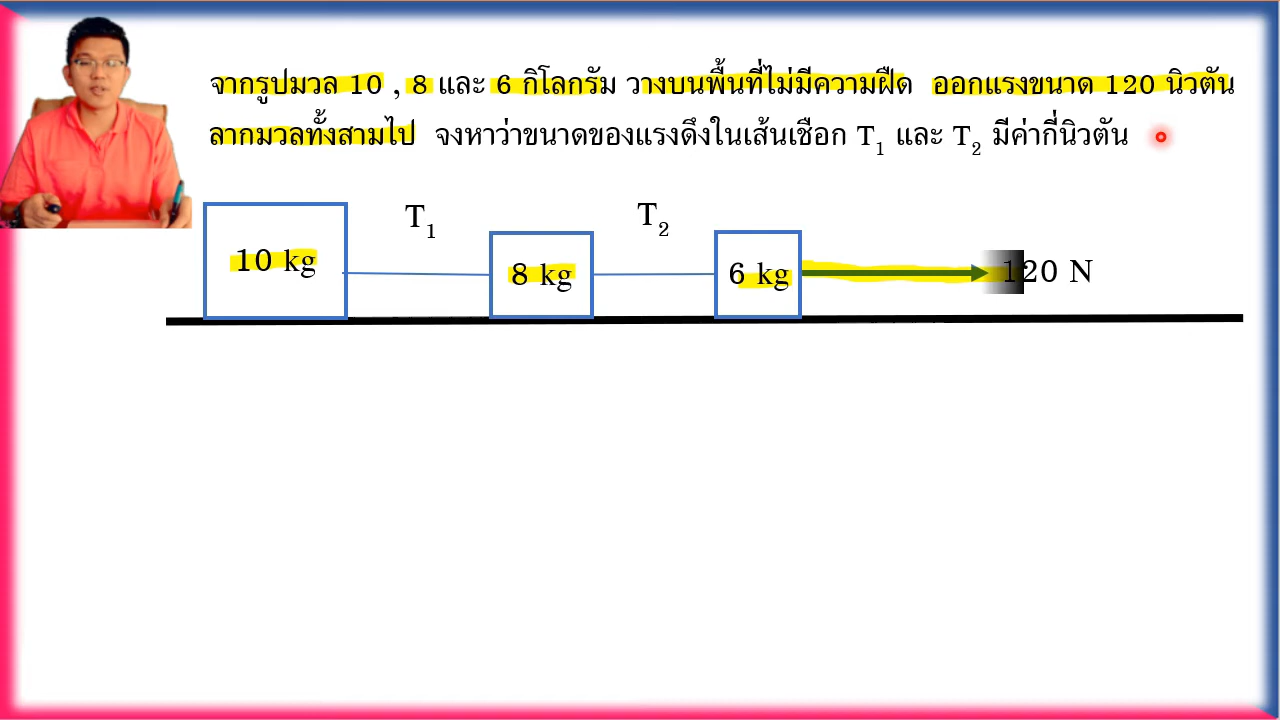 จากรูปมวล 10 , 8 และ 6 กิโลกรัม วางบนพื้นที่ไม่มีความฝืด ออกแรงขนาด 120 นิวตัน
ลากมวลทั้งสามไป จงหาว่าขนาดของแรงดึงในเส้นเชือก T₁ และ T₂ มีค่ากี่นิวตัน
T₁ T₂
10 kg 8 kg 6 kg 120 N